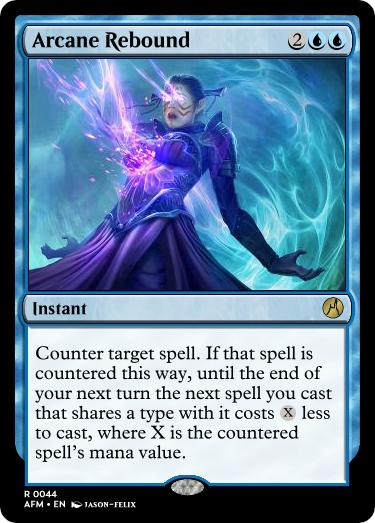 Arcane Rebound 2
Instant
Counter target spell. If that spell is
countered this way, until the end of
your next turn the next spell you cast
that shares a type with it costs X less
to cast, where X is the countered
spell's mana value.
R 0044
AFM • EN JASON-FELIX